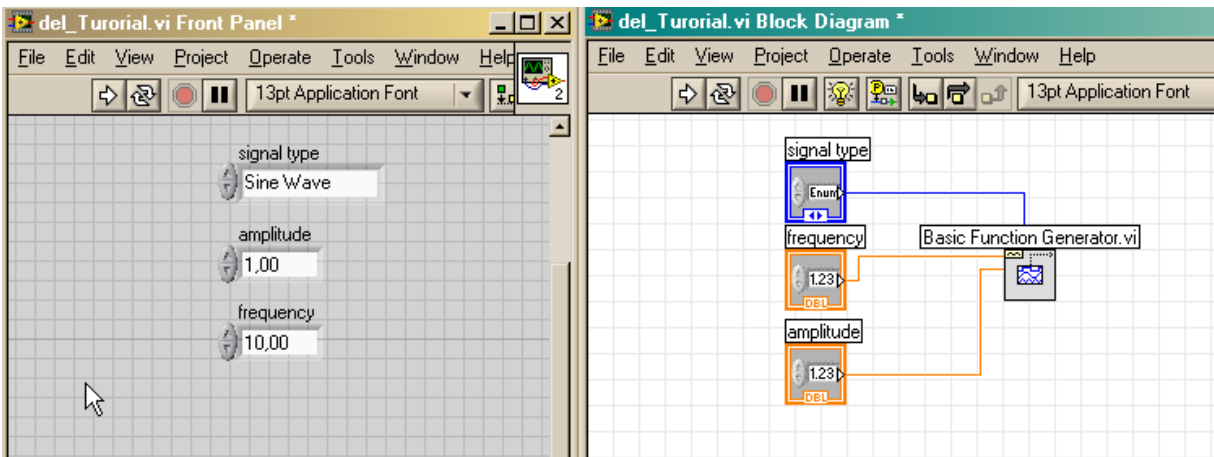 del_Turorial.vi Front Panel *
File Edit View Project Operate Tools Window Help
13pt Application Font
2
signal type
Sine Wave
amplitude
1,00
frequency
10,00
del_Turorial.vi Block Diagram *
File Edit View Project Operate Tools Window Help
13pt Application Font
signal type
Enum
frequency
Basic Function Generator.vi
1.23
DBL
amplitude
1.23
DBL